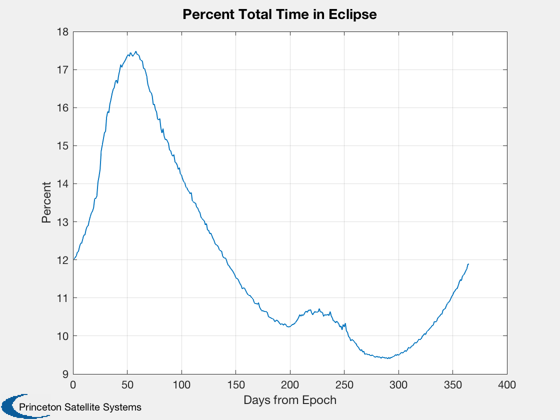 Percent Total Time in Eclipse
18
17
16
15
14
13
12
11
10
9
Percent
0 50 100 150 200 250 300 350 400
Days from Epoch
Princeton Satellite Systems